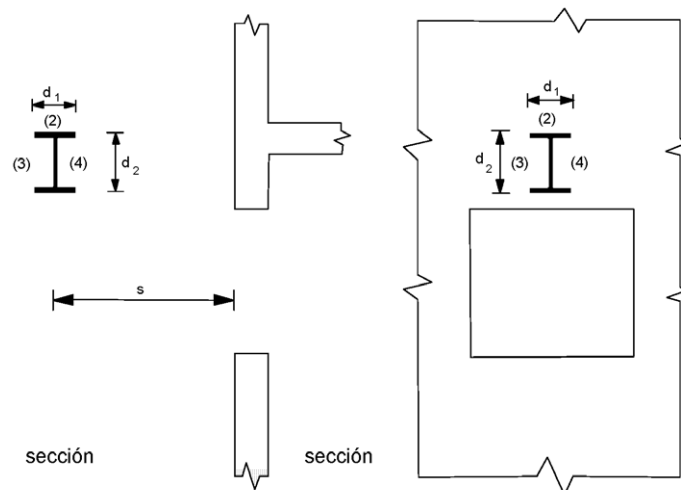 d 1
(2)
(3) (4)
d 2
s
sección
sección
d 1
(2)
d 2
(3) (4)